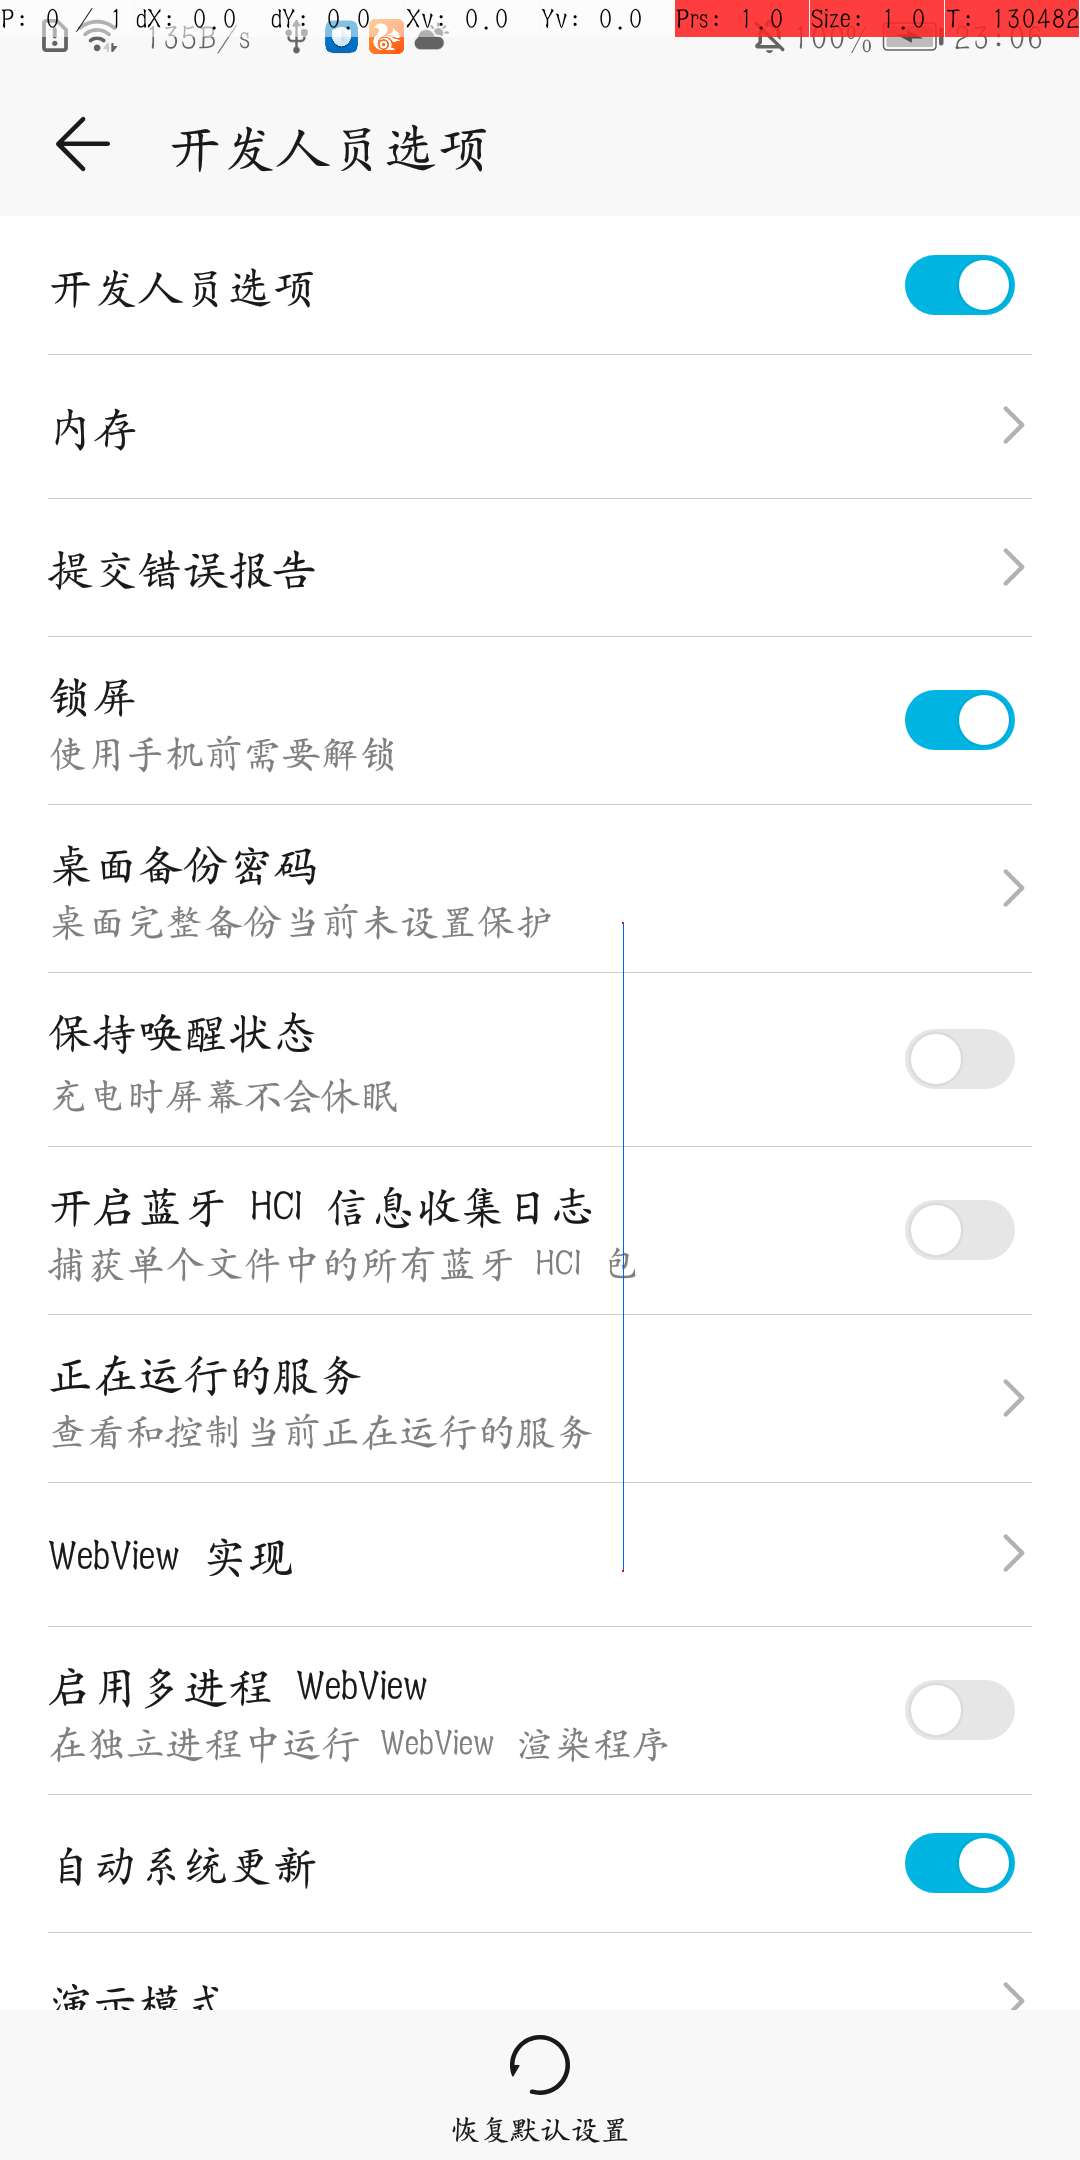 P: 0 / 1 dX: 0.0 dY: 0.0 Xv: 0.0 Yv: 0.0 Prs: 1.0 Size: 1.0 T: 130482
135B/s 100% 23:06
开发人员选项
开发人员选项
内存
提交错误报告
锁屏
使用手机前需要解锁
桌面备份密码
桌面完整备份当前未设置保护
保持唤醒状态
充电时屏幕不会休眠
开启蓝牙 HCI 信息收集日志
捕获单个文件中的所有蓝牙 HCI 包
正在运行的服务
查看和控制当前正在运行的服务
WebView 实现
启用多进程 WebView
在独立进程中运行 WebView 渲染程序
自动系统更新
演示模式
恢复默认设置